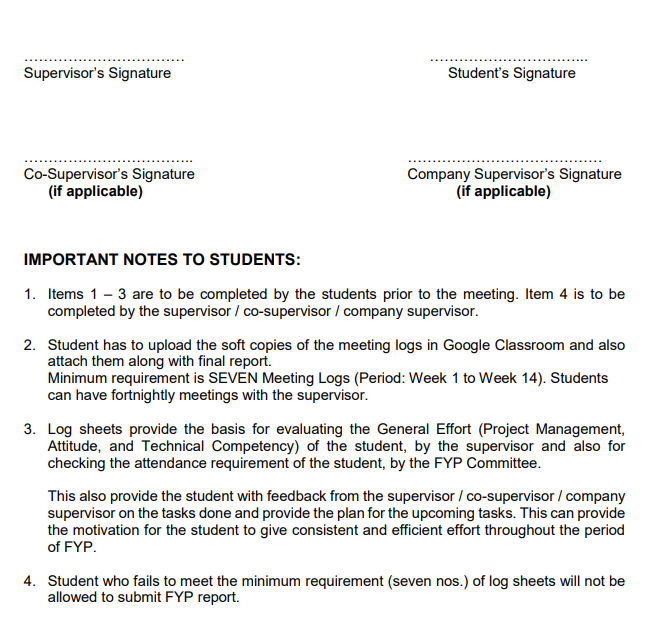 …………………………… ……………………………...
Supervisor’s Signature Student’s Signature
…………………………….. …………………………………
Co-Supervisor’s Signature Company Supervisor’s Signature
(if applicable) (if applicable)
IMPORTANT NOTES TO STUDENTS:
1. Items 1 – 3 are to be completed by the students prior to the meeting. Item 4 is to be
completed by the supervisor / co-supervisor / company supervisor.
2. Student has to upload the soft copies of the meeting logs in Google Classroom and also
attach them along with final report.
Minimum requirement is SEVEN Meeting Logs (Period: Week 1 to Week 14). Students
can have fortnightly meetings with the supervisor.
3. Log sheets provide the basis for evaluating the General Effort (Project Management,
Attitude, and Technical Competency) of the student, by the supervisor and also for
checking the attendance requirement of the student, by the FYP Committee.
This also provide the student with feedback from the supervisor / co-supervisor / company
supervisor on the tasks done and provide the plan for the upcoming tasks. This can provide
the motivation for the student to give consistent and efficient effort throughout the period
of FYP.
4. Student who fails to meet the minimum requirement (seven nos.) of log sheets will not be
allowed to submit FYP report.